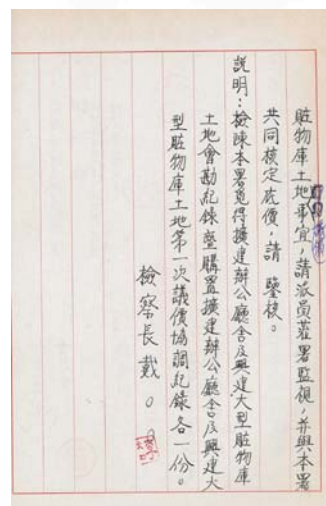 贓物庫土地事宜，請派員蒞署監視，並與本署
共同核定底價，請 鑒核。
說明：檢陳本署覓得擴建辦公廳舍及興建大型贓物庫
土地會勘紀錄暨購置擴建辦公廳舍及興建大
型贓物庫土地第一次議價協調紀錄各一份。
檢察長戴○○